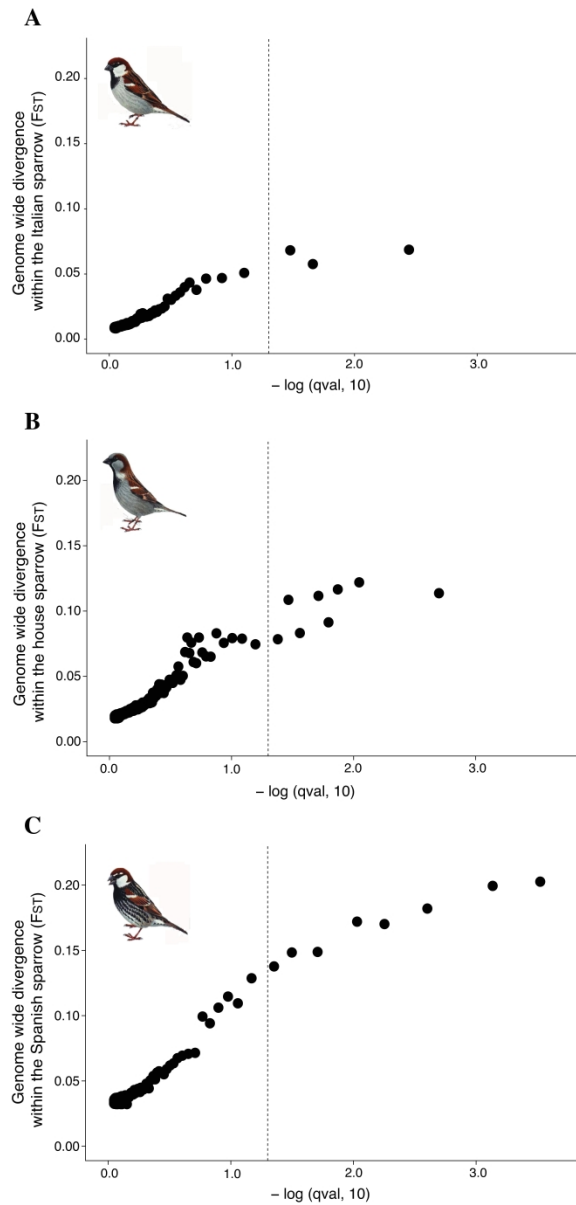 A
Genome wide divergence
within the Italian sparrow (FST)
0.20
0.15
0.10
0.05
0.00
0.0 1.0 2.0 3.0
– log (qval, 10)
B
Genome wide divergence
within the house sparrow (FST)
0.20
0.15
0.10
0.05
0.00
0.0 1.0 2.0 3.0
– log (qval, 10)
C
Genome wide divergence
within the Spanish sparrow (FST)
0.20
0.15
0.10
0.05
0.00
0.0 1.0 2.0 3.0
– log (qval, 10)